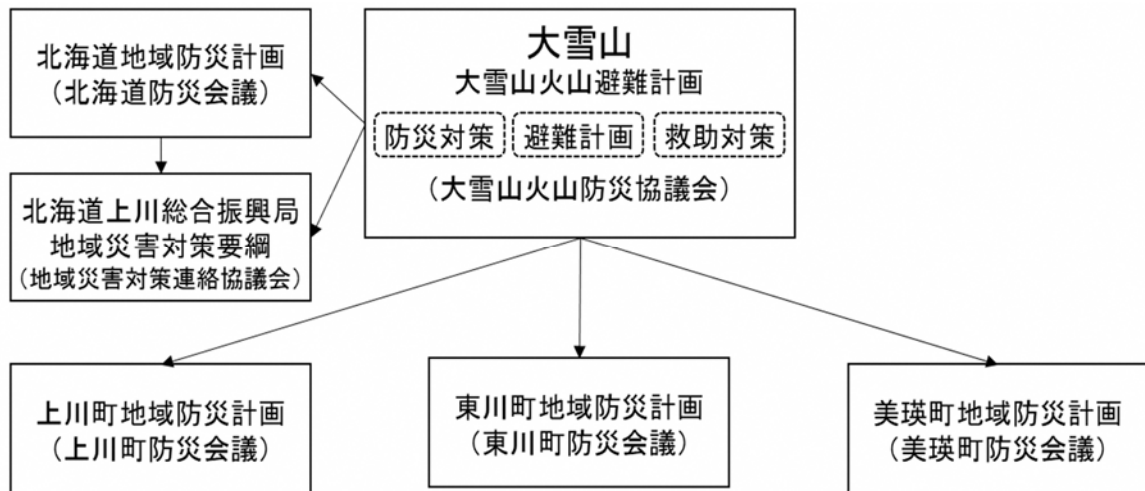 北海道地域防災計画
(北海道防災会議)
大雪山
大雪山火山避難計画
防災対策
避難計画
救助対策
(大雪山火山防災協議会)
北海道上川総合振興局
地域災害対策要綱
(地域災害対策連絡協議会)
上川町地域防災計画
(上川町防災会議)
東川町地域防災計画
(東川町防災会議)
美瑛町地域防災計画
(美瑛町防災会議)